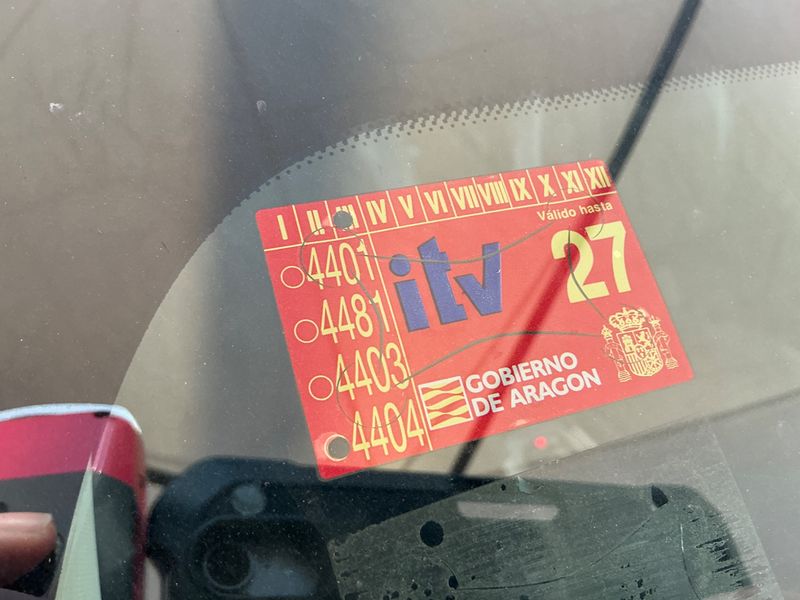 I II III IV V VI VII VIII IX X XI XII
Válido hasta
4401
4481
4403
4404
itv
27
GOBIERNO
DE ARAGON